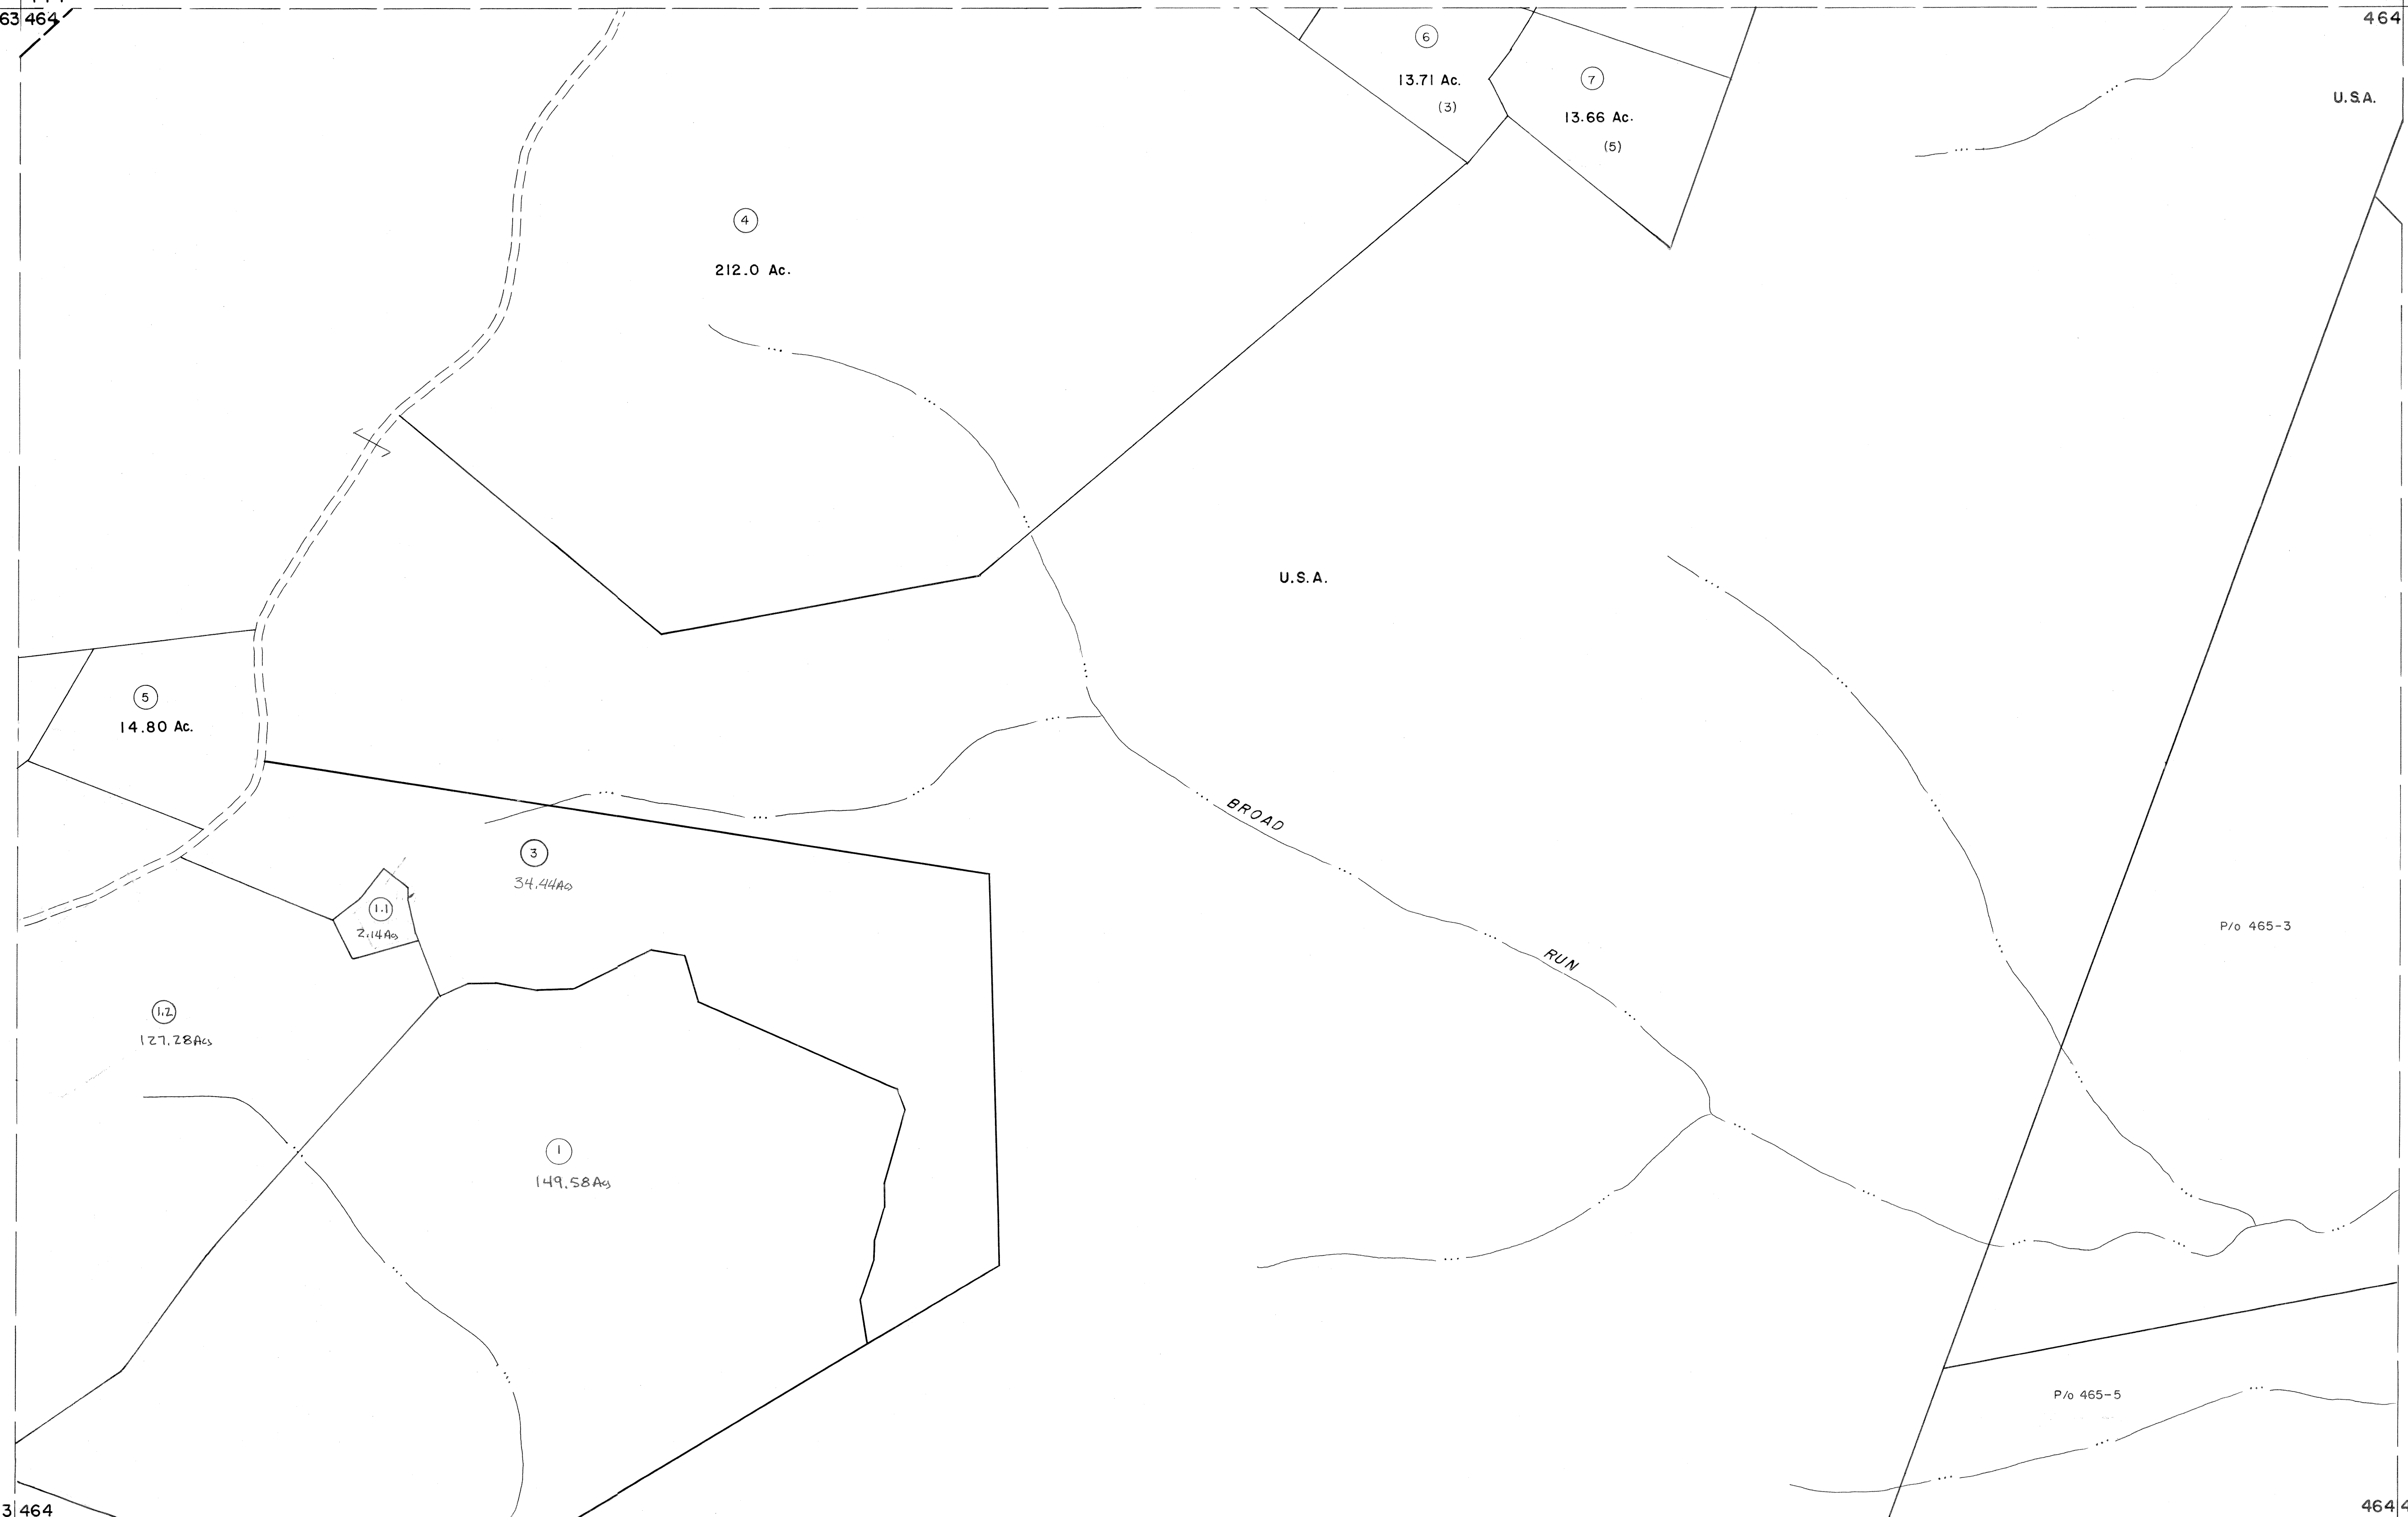 63 464
464
6
13.71 Ac.
(3)
7
13.66 Ac.
(5)
U.S.A.
4
212.0 Ac.
U.S.A.
5
14.80 Ac.
BROAD
RUN
3
34.44Acs
1.1
2.14Acs
P/o 465-3
1.2
127.28Acs
1
149.58Acs
P/o 465-5
3 464
464 4